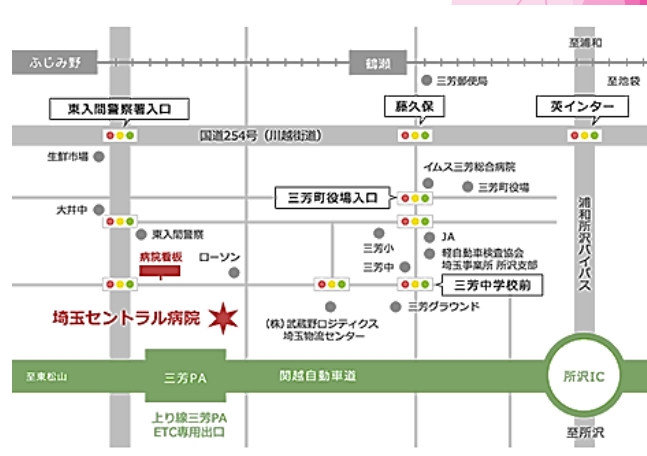 至浦和
ふじみ野
鶴瀬
三芳郵便局
至池袋
東入間警察署入口
藤久保
英インター
国道254号（川越街道）
生鮮市場
イムス三芳総合病院
三芳町役場
三芳町役場入口
大井中
浦和所沢バイパス
東入間警察
三芳小
JA
病院看板
ローソン
軽自動車検査協会
埼玉事業所 所沢支部
三芳中
三芳中学校前
埼玉セントラル病院
三芳グラウンド
（株）武蔵野ロジスティクス
埼玉物流センター
至東松山
三芳PA
関越自動車道
所沢IC
上り線三芳PA
ETC専用出口
至所沢